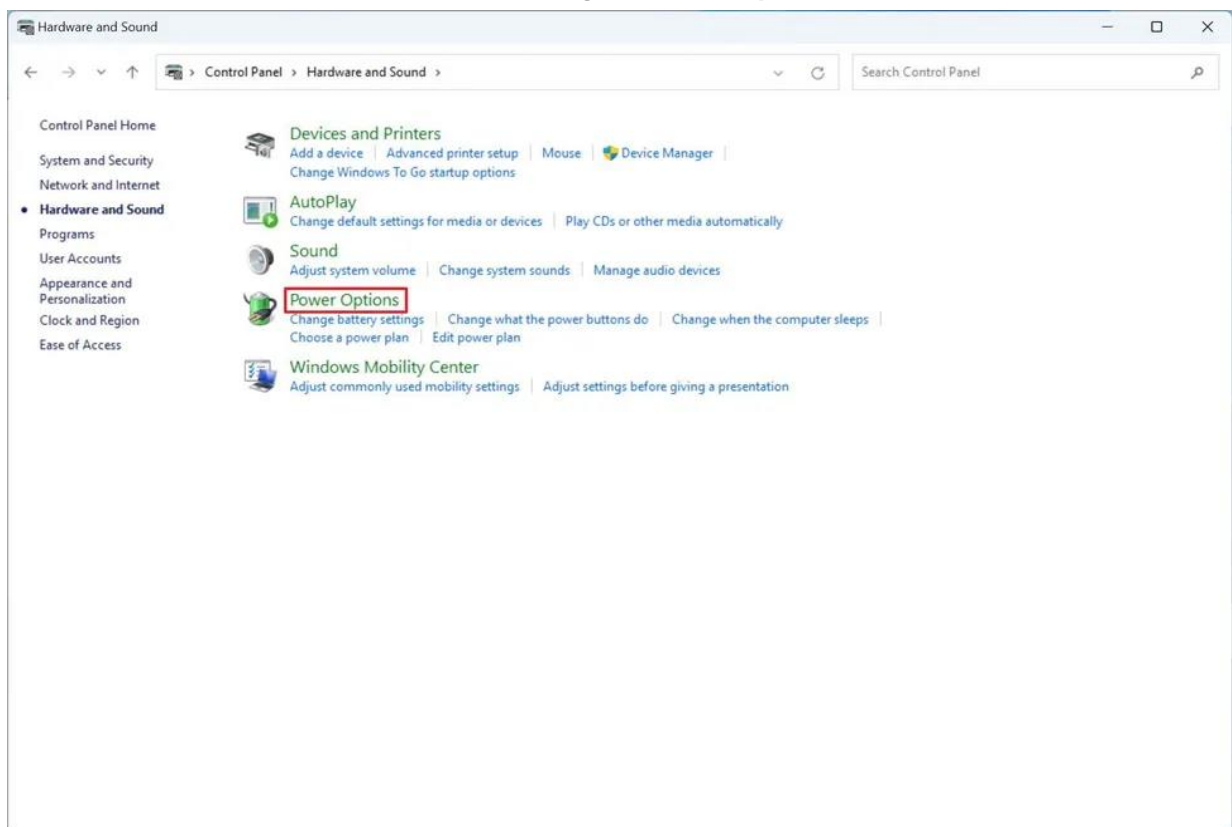 Hardware and Sound
Control Panel > Hardware and Sound >
Search Control Panel
Control Panel Home
System and Security
Network and Internet
Hardware and Sound
Programs
User Accounts
Appearance and
Personalization
Clock and Region
Ease of Access
Devices and Printers
Add a device | Advanced printer setup | Mouse | Device Manager |
Change Windows To Go startup options
AutoPlay
Change default settings for media or devices | Play CDs or other media automatically
Sound
Adjust system volume | Change system sounds | Manage audio devices
Power Options
Change battery settings | Change what the power buttons do | Change when the computer sleeps |
Choose a power plan | Edit power plan
Windows Mobility Center
Adjust commonly used mobility settings | Adjust settings before giving a presentation